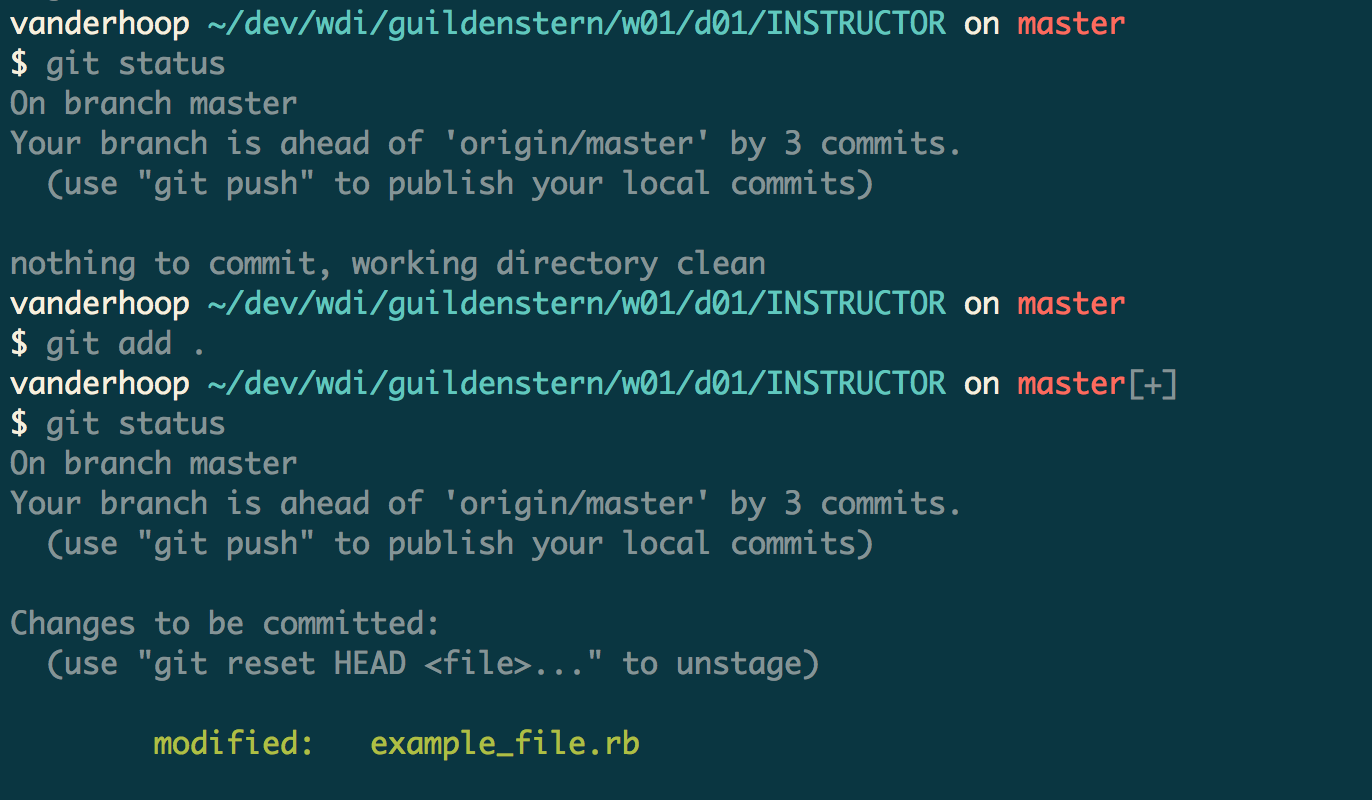 vanderhoop ~/dev/wdi/guildenstern/w01/d01/INSTRUCTOR on master
$ git status
On branch master
Your branch is ahead of 'origin/master' by 3 commits.
  (use "git push" to publish your local commits)

nothing to commit, working directory clean
vanderhoop ~/dev/wdi/guildenstern/w01/d01/INSTRUCTOR on master
$ git add .
vanderhoop ~/dev/wdi/guildenstern/w01/d01/INSTRUCTOR on master[+]
$ git status
On branch master
Your branch is ahead of 'origin/master' by 3 commits.
  (use "git push" to publish your local commits)

Changes to be committed:
  (use "git reset HEAD <file>..." to unstage)

        modified:   example_file.rb